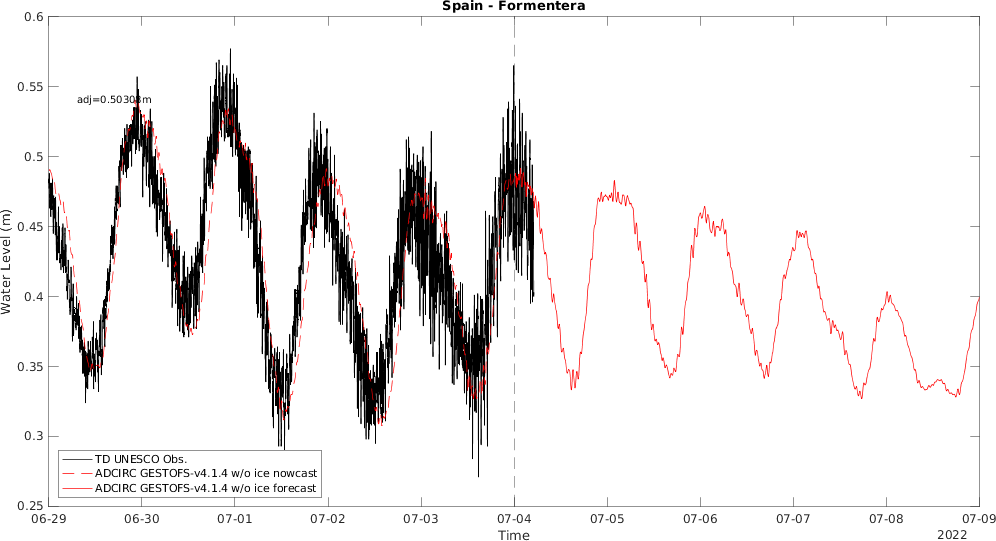 Spain - Formentera
0.6
0.55
adj=0.50303m
0.5
0.45
Water Level (m)
0.4
0.35
0.3
0.25
TD UNESCO Obs.
ADCIRC GESTOFS-v4.1.4 w/o ice nowcast
ADCIRC GESTOFS-v4.1.4 w/o ice forecast
06-29 06-30 07-01 07-02 07-03 07-04 07-05 07-06 07-07 07-08 07-09
Time
2022